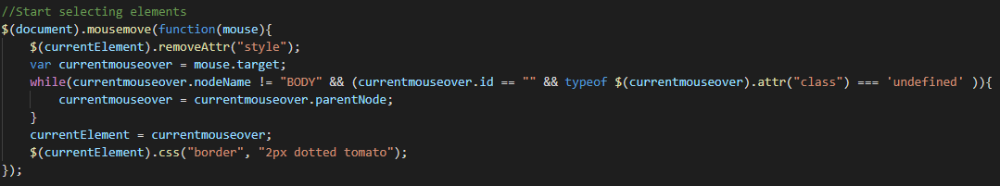 //Start selecting elements
$(document).mousemove(function(mouse){
    $(currentElement).removeAttr("style");
    var currentmouseover = mouse.target;
    while(currentmouseover.nodeName != "BODY" && (currentmouseover.id == "" && typeof $(currentmouseover).attr("class") === 'undefined' )){
        currentmouseover = currentmouseover.parentNode;
    }
    currentElement = currentmouseover;
    $(currentElement).css("border", "2px dotted tomato");
});